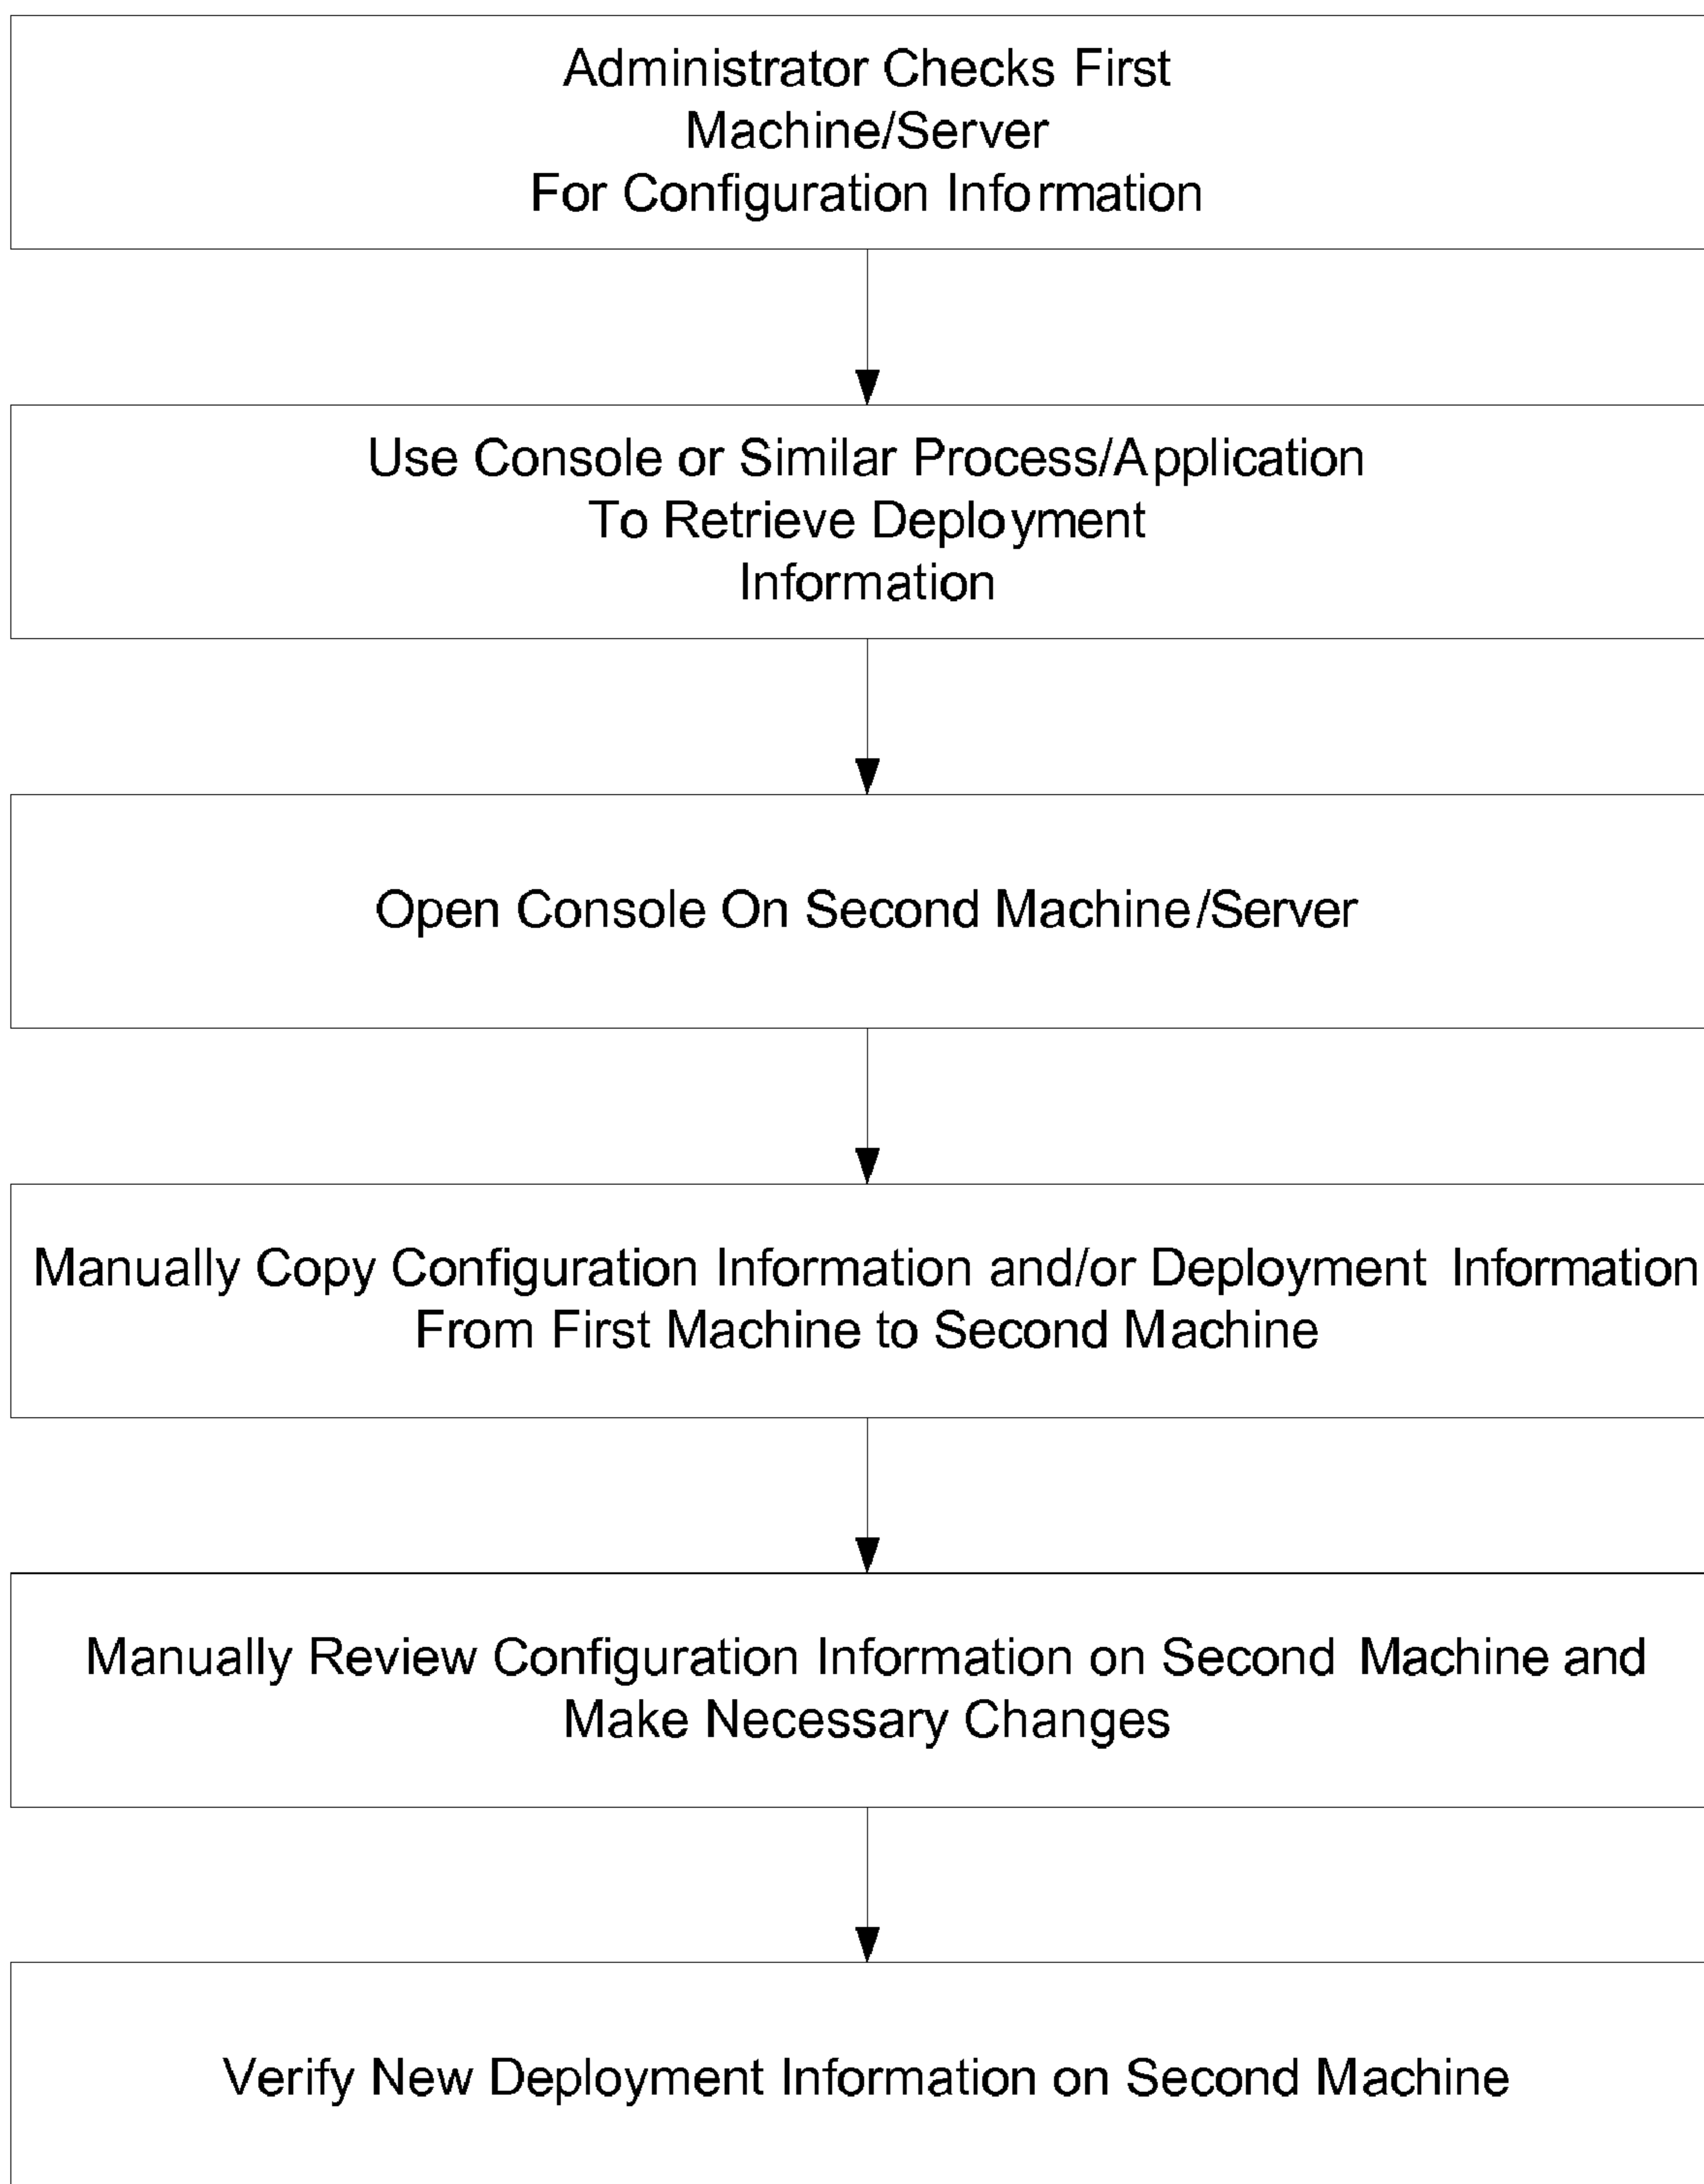 Administrator Checks First
Machine/Server
For Configuration Information
Use Console or Similar Process/Application
To Retrieve Deployment
Information
Open Console On Second Machine/Server
Manually Copy Configuration Information and/or Deployment Information
From First Machine to Second Machine
Manually Review Configuration Information on Second Machine and
Make Necessary Changes
Verify New Deployment Information on Second Machine